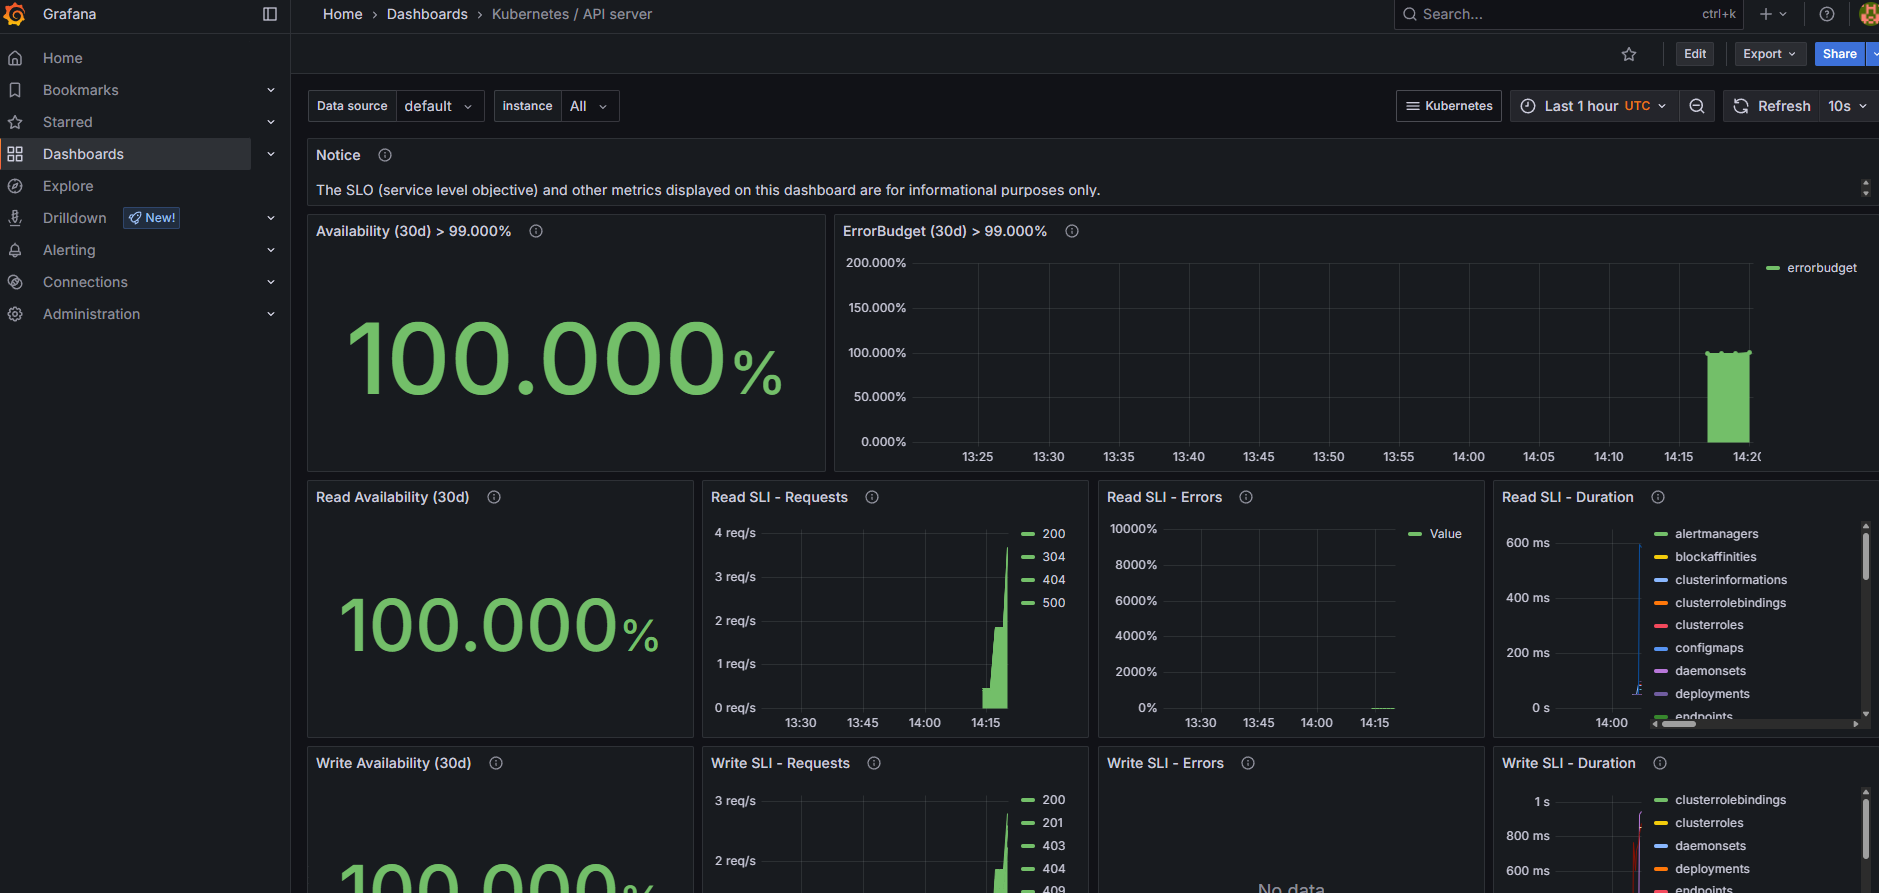 Grafana
Home › Dashboards › Kubernetes / API server
Search...
ctrl+k
Home
Bookmarks
Starred
Dashboards
Explore
Drilldown
New!
Alerting
Connections
Administration
Edit
Export
Share
Data source
default
instance
All
Kubernetes
Last 1 hour UTC
Refresh
10s
Notice
The SLO (service level objective) and other metrics displayed on this dashboard are for informational purposes only.
Availability (30d) > 99.000%
100.000%
ErrorBudget (30d) > 99.000%
200.000%
150.000%
100.000%
50.000%
0.000%
13:25 13:30 13:35 13:40 13:45 13:50 13:55 14:00 14:05 14:10 14:15 14:20
errorbudget
Read Availability (30d)
100.000%
Read SLI - Requests
4 req/s
3 req/s
2 req/s
1 req/s
0 req/s
13:30 13:45 14:00 14:15
200
304
404
500
Read SLI - Errors
10000%
8000%
6000%
4000%
2000%
0%
13:30 13:45 14:00 14:15
Value
Read SLI - Duration
600 ms
400 ms
200 ms
0 s
14:00
alertmanagers
blockaffinities
clusterinformations
clusterrolebindings
clusterroles
configmaps
daemonsets
deployments
endpoints
Write Availability (30d)
100.000%
Write SLI - Requests
3 req/s
2 req/s
200
201
403
404
409
Write SLI - Errors
No data
Write SLI - Duration
1 s
800 ms
600 ms
clusterrolebindings
clusterroles
daemonsets
deployments
endpoints